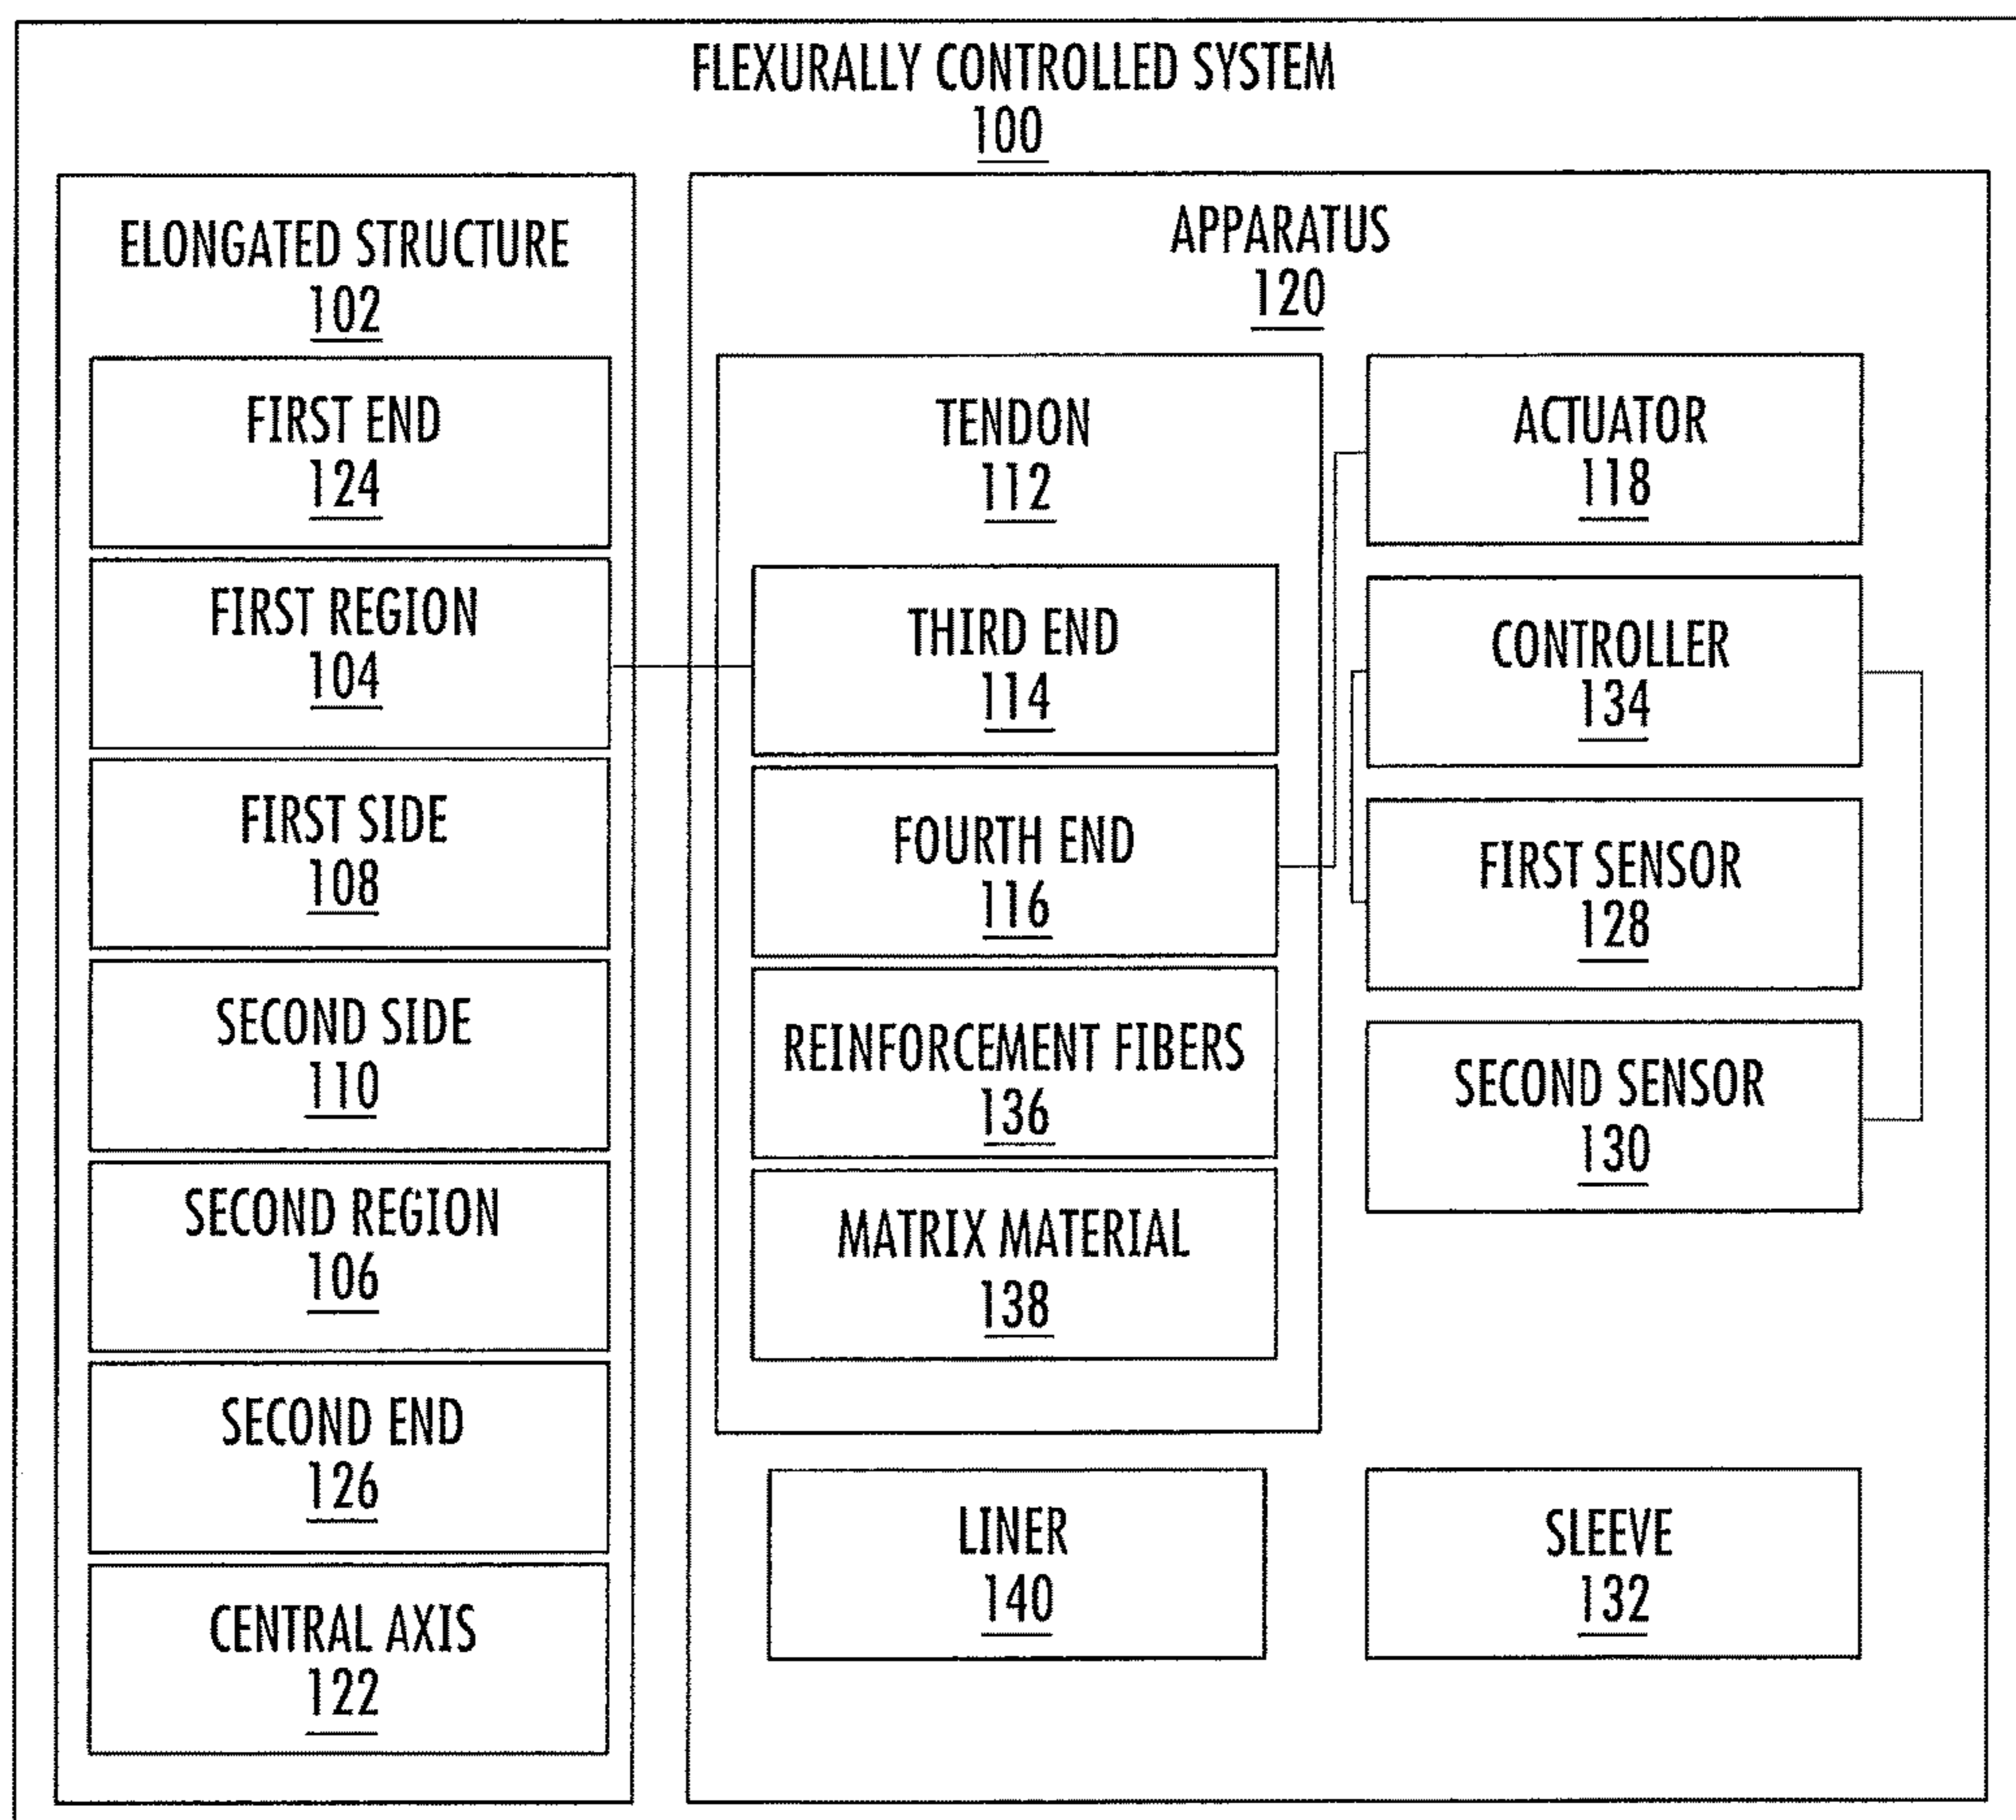 FLEXURALLY CONTROLLED SYSTEM
100
ELONGATED STRUCTURE
102
FIRST END
124
FIRST REGION
104
FIRST SIDE
108
SECOND SIDE
110
SECOND REGION
106
SECOND END
126
CENTRAL AXIS
122
APPARATUS
120
TENDON
112
THIRD END
114
FOURTH END
116
REINFORCEMENT FIBERS
136
MATRIX MATERIAL
138
ACTUATOR
118
CONTROLLER
134
FIRST SENSOR
128
SECOND SENSOR
130
LINER
140
SLEEVE
132